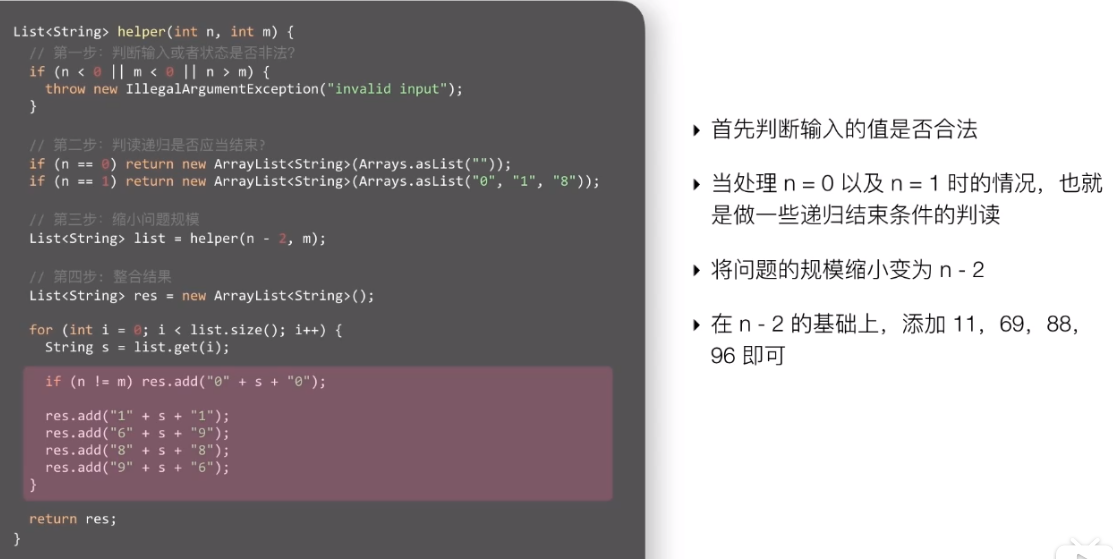 List<String> helper(int n, int m) {
// 第一步：判断输入或者状态是否非法?
if (n < 0 || m < 0 || n > m) {
throw new IllegalArgumentException("invalid input");
}
// 第二步：判读递归是否应当结束?
if (n == 0) return new ArrayList<String>(Arrays.asList(""));
if (n == 1) return new ArrayList<String>(Arrays.asList("0", "1", "8"));
// 第三步：缩小问题规模
List<String> list = helper(n - 2, m);
// 第四步：整合结果
List<String> res = new ArrayList<String>();
for (int i = 0; i < list.size(); i++) {
String s = list.get(i);
if (n != m) res.add("0" + s + "0");
res.add("1" + s + "1");
res.add("6" + s + "9");
res.add("8" + s + "8");
res.add("9" + s + "6");
}
return res;
}
首先判断输入的值是否合法
当处理 n = 0 以及 n = 1 时的情况，也就
是做一些递归结束条件的判读
将问题的规模缩小变为 n - 2
在 n - 2 的基础上，添加 11，69，88，
96 即可